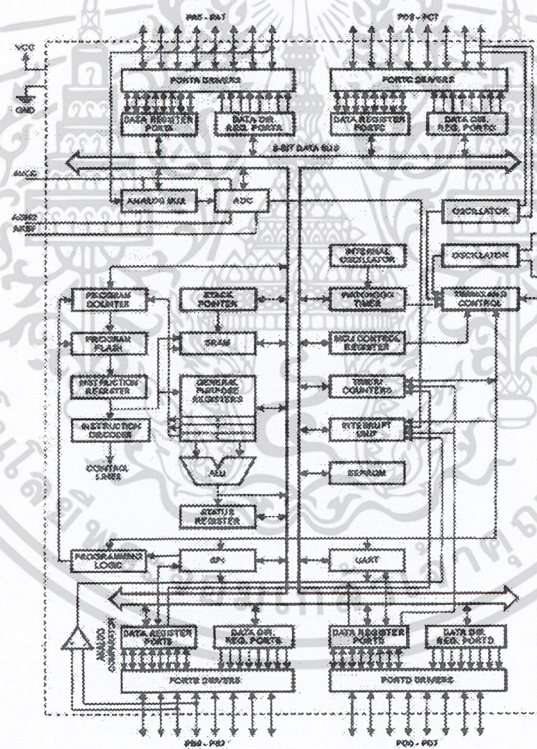 PA0 - PA7
PC0 - PC7
VCC
PORTA DRIVERS
PORTC DRIVERS
GND
DATA REGISTER PORTA
DATA DIR. REG. PORTA
DATA REGISTER PORTC
DATA DIR. REG. PORTC
8-BIT DATA BUS
AVCC
ANALOG MUX
ADC
OSCILLATOR
AGND
AREF
INTERNAL OSCILLATOR
OSCILLATOR
PROGRAM COUNTER
STACK POINTER
WATCHDOG TIMER
TIMING AND CONTROL
PROGRAM FLASH
SRAM
MCU CONTROL REGISTER
INSTRUCTION REGISTER
GENERAL PURPOSE REGISTERS
TIMER/ COUNTERS
INSTRUCTION DECODER
INTERRUPT UNIT
CONTROL LINES
ALU
EEPROM
STATUS REGISTER
PROGRAMMING LOGIC
SPI
UART
ANALOG COMPARATOR
DATA REGISTER PORTB
DATA DIR. REG. PORTB
DATA REGISTER PORTD
DATA DIR. REG. PORTD
PORTB DRIVERS
PORTD DRIVERS
PB0 - PB7
PD0 - PD7